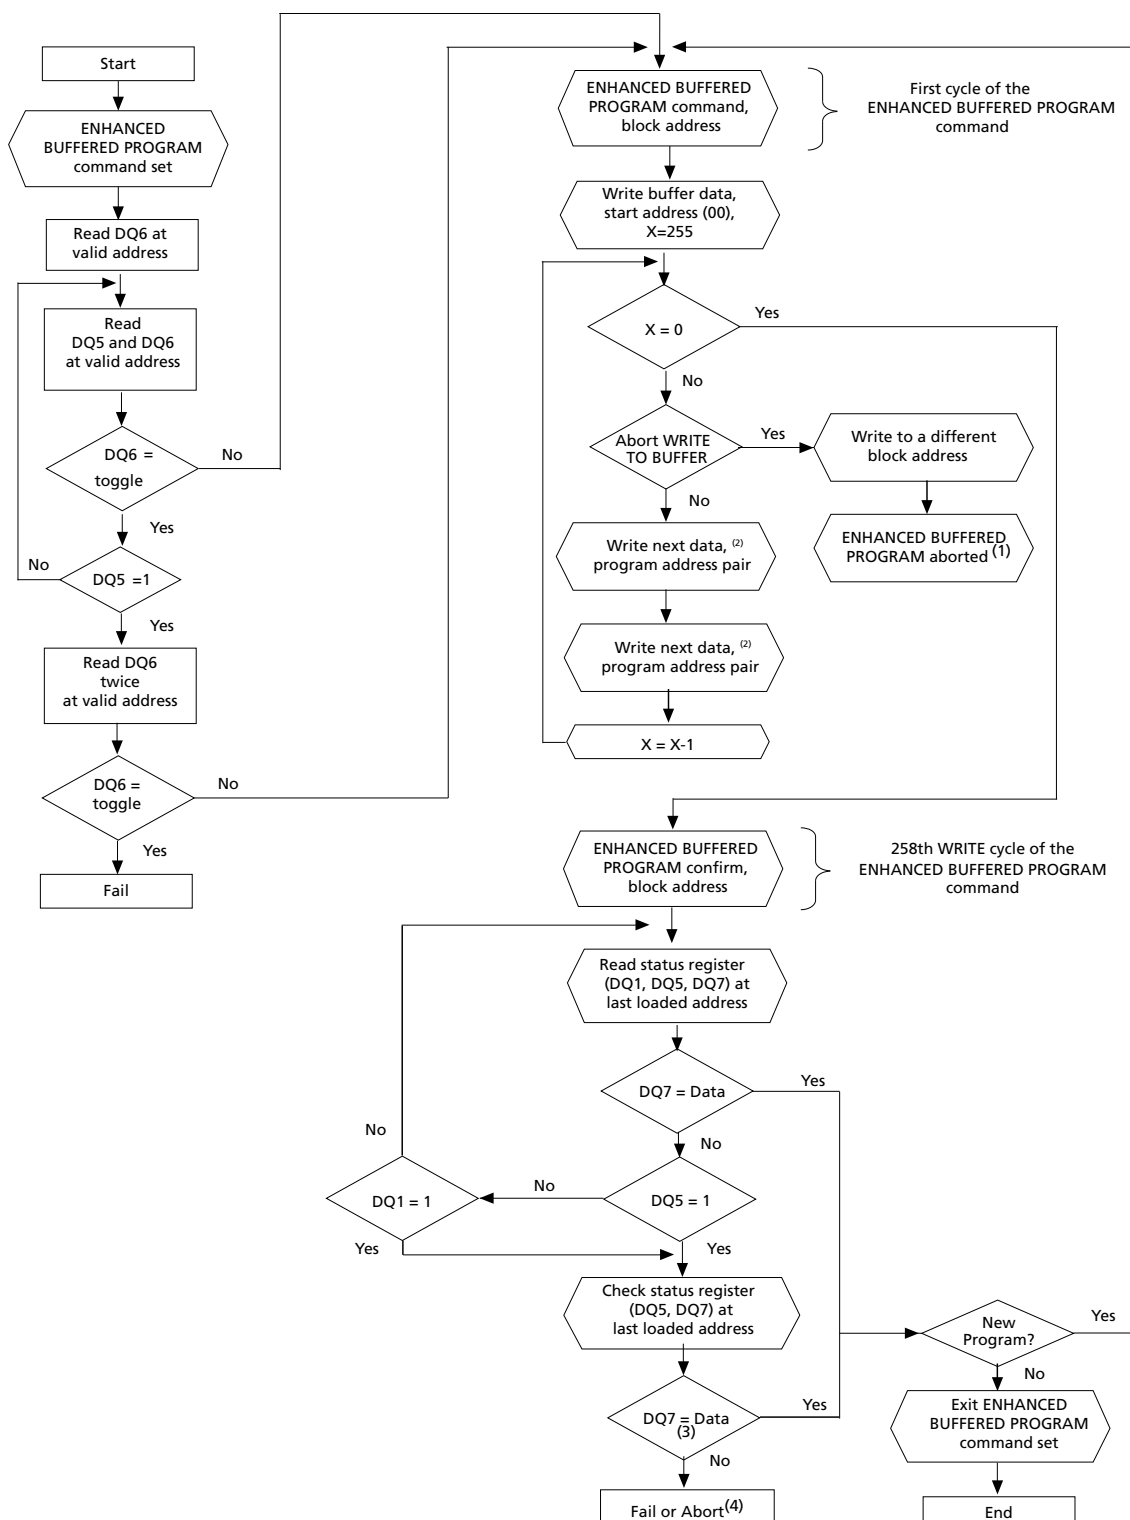 Start
ENHANCED
BUFFERED PROGRAM
command set
Read DQ6 at
valid address
Read
DQ5 and DQ6
at valid address
DQ6 =
toggle
No
Yes
DQ5 =1
No
Yes
Read DQ6
twice
at valid address
DQ6 =
toggle
No
Yes
Fail
ENHANCED BUFFERED
PROGRAM command,
block address
First cycle of the
ENHANCED BUFFERED PROGRAM
command
Write buffer data,
start address (00),
X=255
X = 0
Yes
No
Abort WRITE
TO BUFFER
Yes
No
Write to a different
block address
ENHANCED BUFFERED
PROGRAM aborted (1)
Write next data, (2)
program address pair
Write next data, (2)
program address pair
X = X-1
ENHANCED BUFFERED
PROGRAM confirm,
block address
258th WRITE cycle of the
ENHANCED BUFFERED PROGRAM
command
Read status register
(DQ1, DQ5, DQ7) at
last loaded address
DQ7 = Data
Yes
No
DQ5 = 1
No
Yes
DQ1 = 1
No
Yes
Check status register
(DQ5, DQ7) at
last loaded address
DQ7 = Data
(3)
Yes
No
Fail or Abort(4)
New
Program?
Yes
No
Exit ENHANCED
BUFFERED PROGRAM
command set
End